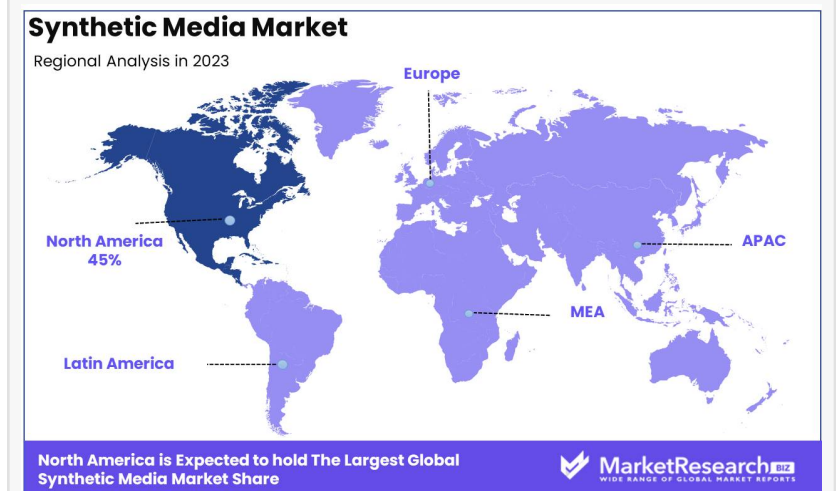 Synthetic Media Market
Regional Analysis in 2023
Europe
North America
45%
APAC
MEA
Latin America
North America is Expected to hold The Largest Global
Synthetic Media Market Share
MarketResearch BIZ
WIDE RANGE OF GLOBAL MARKET REPORTS